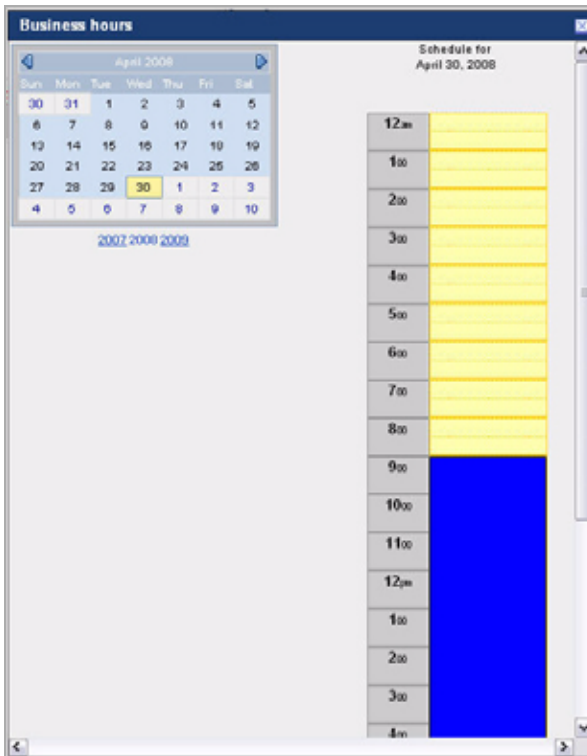 Business hours
April 2008
Sun Mon Tue Wed Thu Fri Sat
30 31 1 2 3 4 5
6 7 8 9 10 11 12
13 14 15 16 17 18 19
20 21 22 23 24 25 26
27 28 29 30 1 2 3
4 5 6 7 8 9 10
2007 2008 2009
Schedule for
April 30, 2008
12am
100
200
300
400
500
600
700
800
900
1000
1100
12pm
100
200
300
400